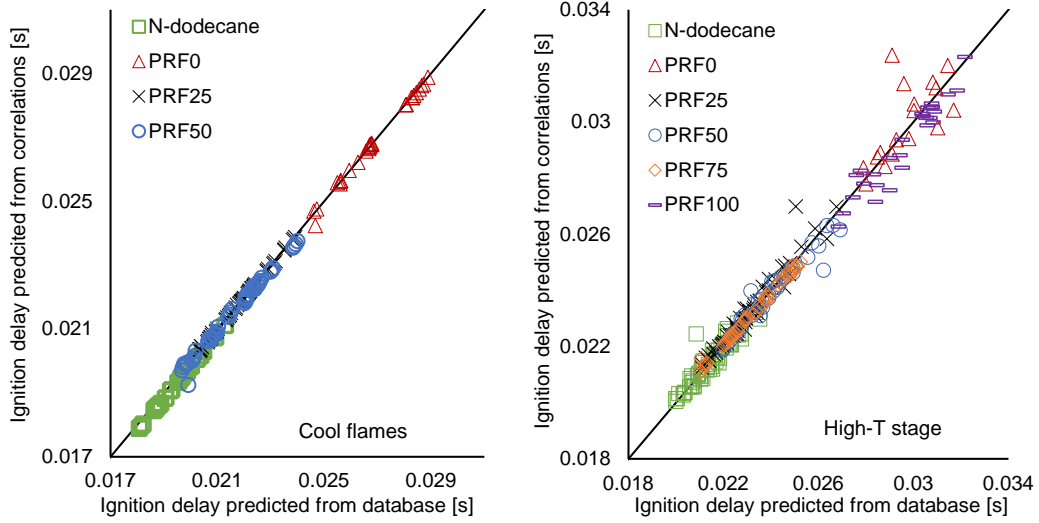 Ignition delay predcited from correlations [s]
0.029
0.025
0.021
0.017
N-dodecane
PRF0
PRF25
PRF50
Cool flames
0.017 0.021 0.025 0.029
Ignition delay predicted from database [s]
Ignition delay predicted from correlations [s]
0.034
0.03
0.026
0.022
0.018
N-dodecane
PRF0
PRF25
PRF50
PRF75
PRF100
High-T stage
0.018 0.022 0.026 0.03 0.034
Ignition delay predicted from database [s]